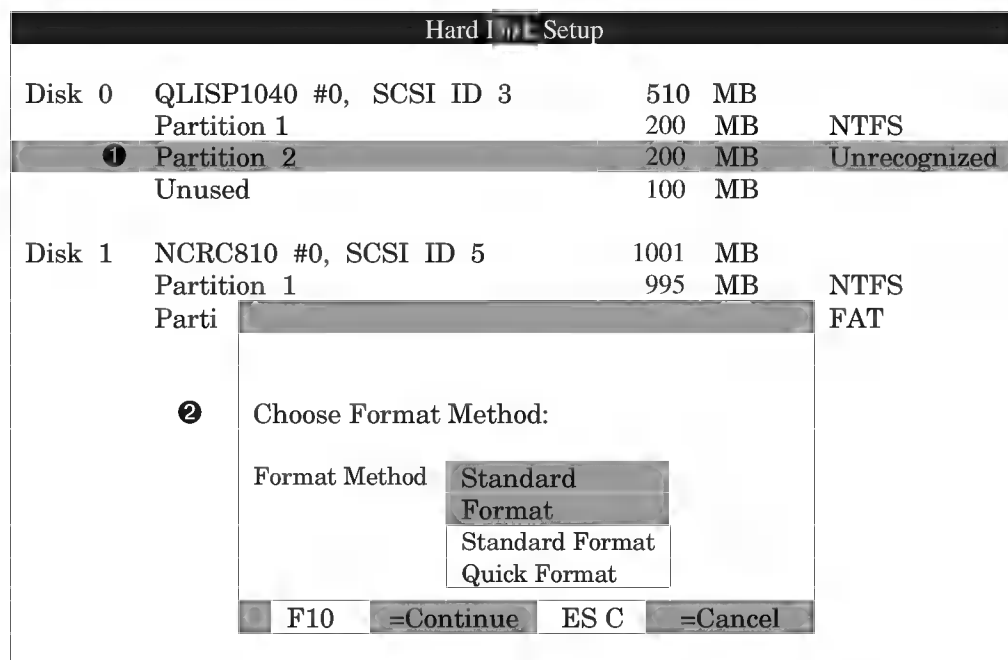 Hard Setup
Disk 0 QLISP1040 #0, SCSI ID 3 510 MB
Partition 1 200 MB NTFS
❶ Partition 2 200 MB Unrecognized
Unused 100 MB
Disk 1 NCRC810 #0, SCSI ID 5 1001 MB
Partition 1 995 MB NTFS
Parti FAT
❷ Choose Format Method:
Format Method Standard
Format
Standard Format
Quick Format
F10 =Continue ES C =Cancel